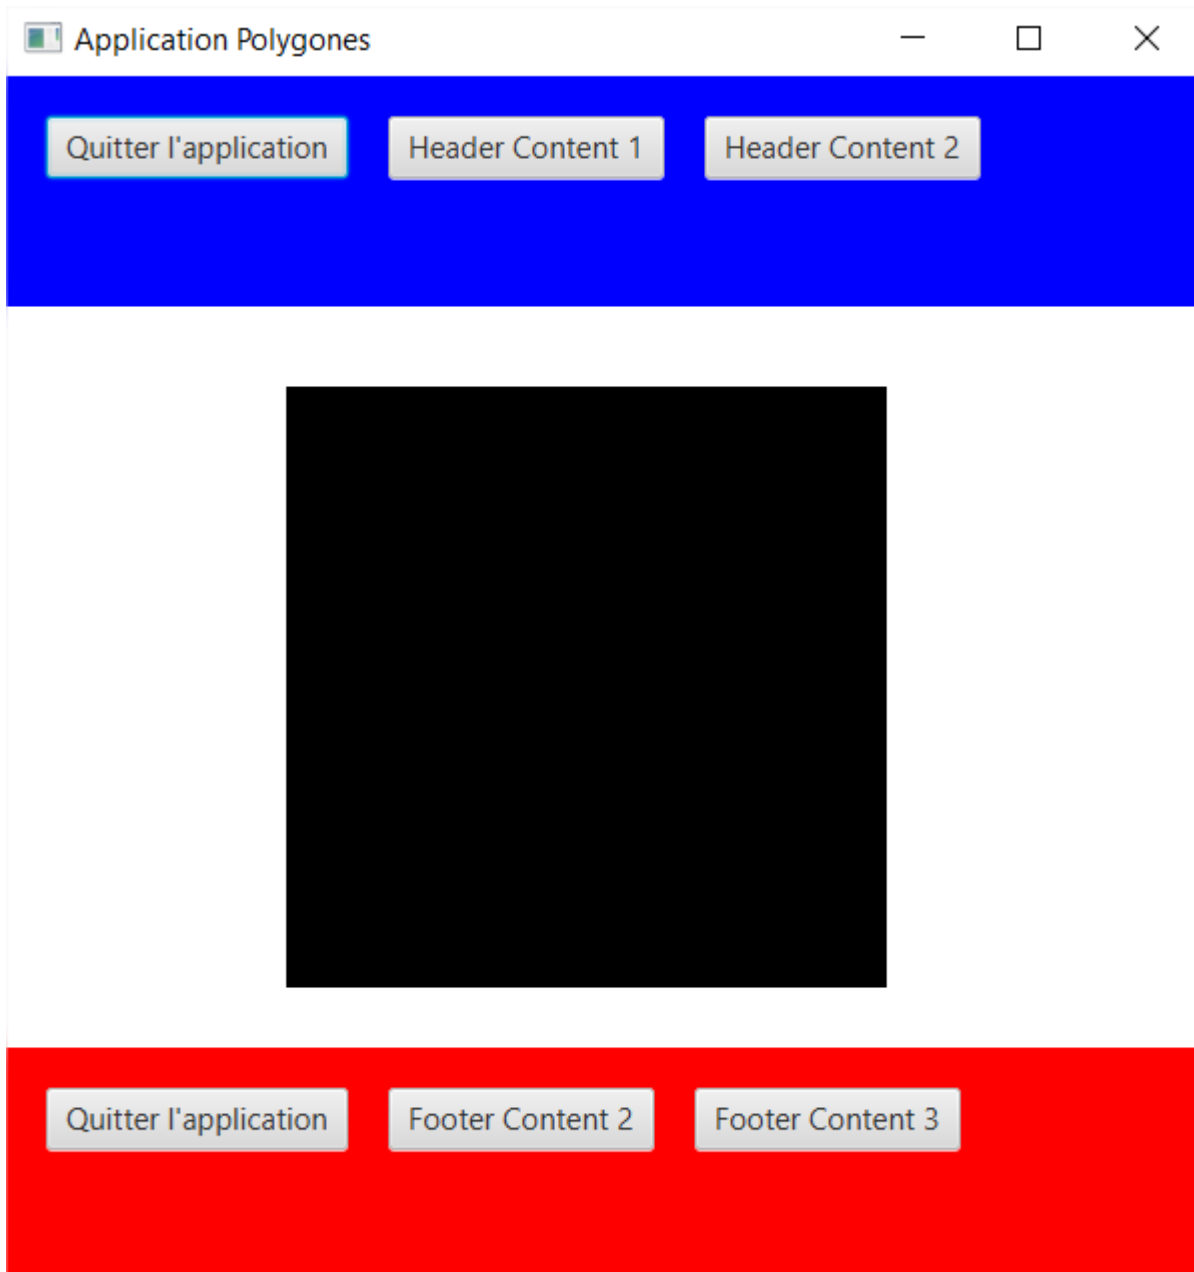 Application Polygones
Quitter l'application Header Content 1 Header Content 2
Quitter l'application Footer Content 2 Footer Content 3